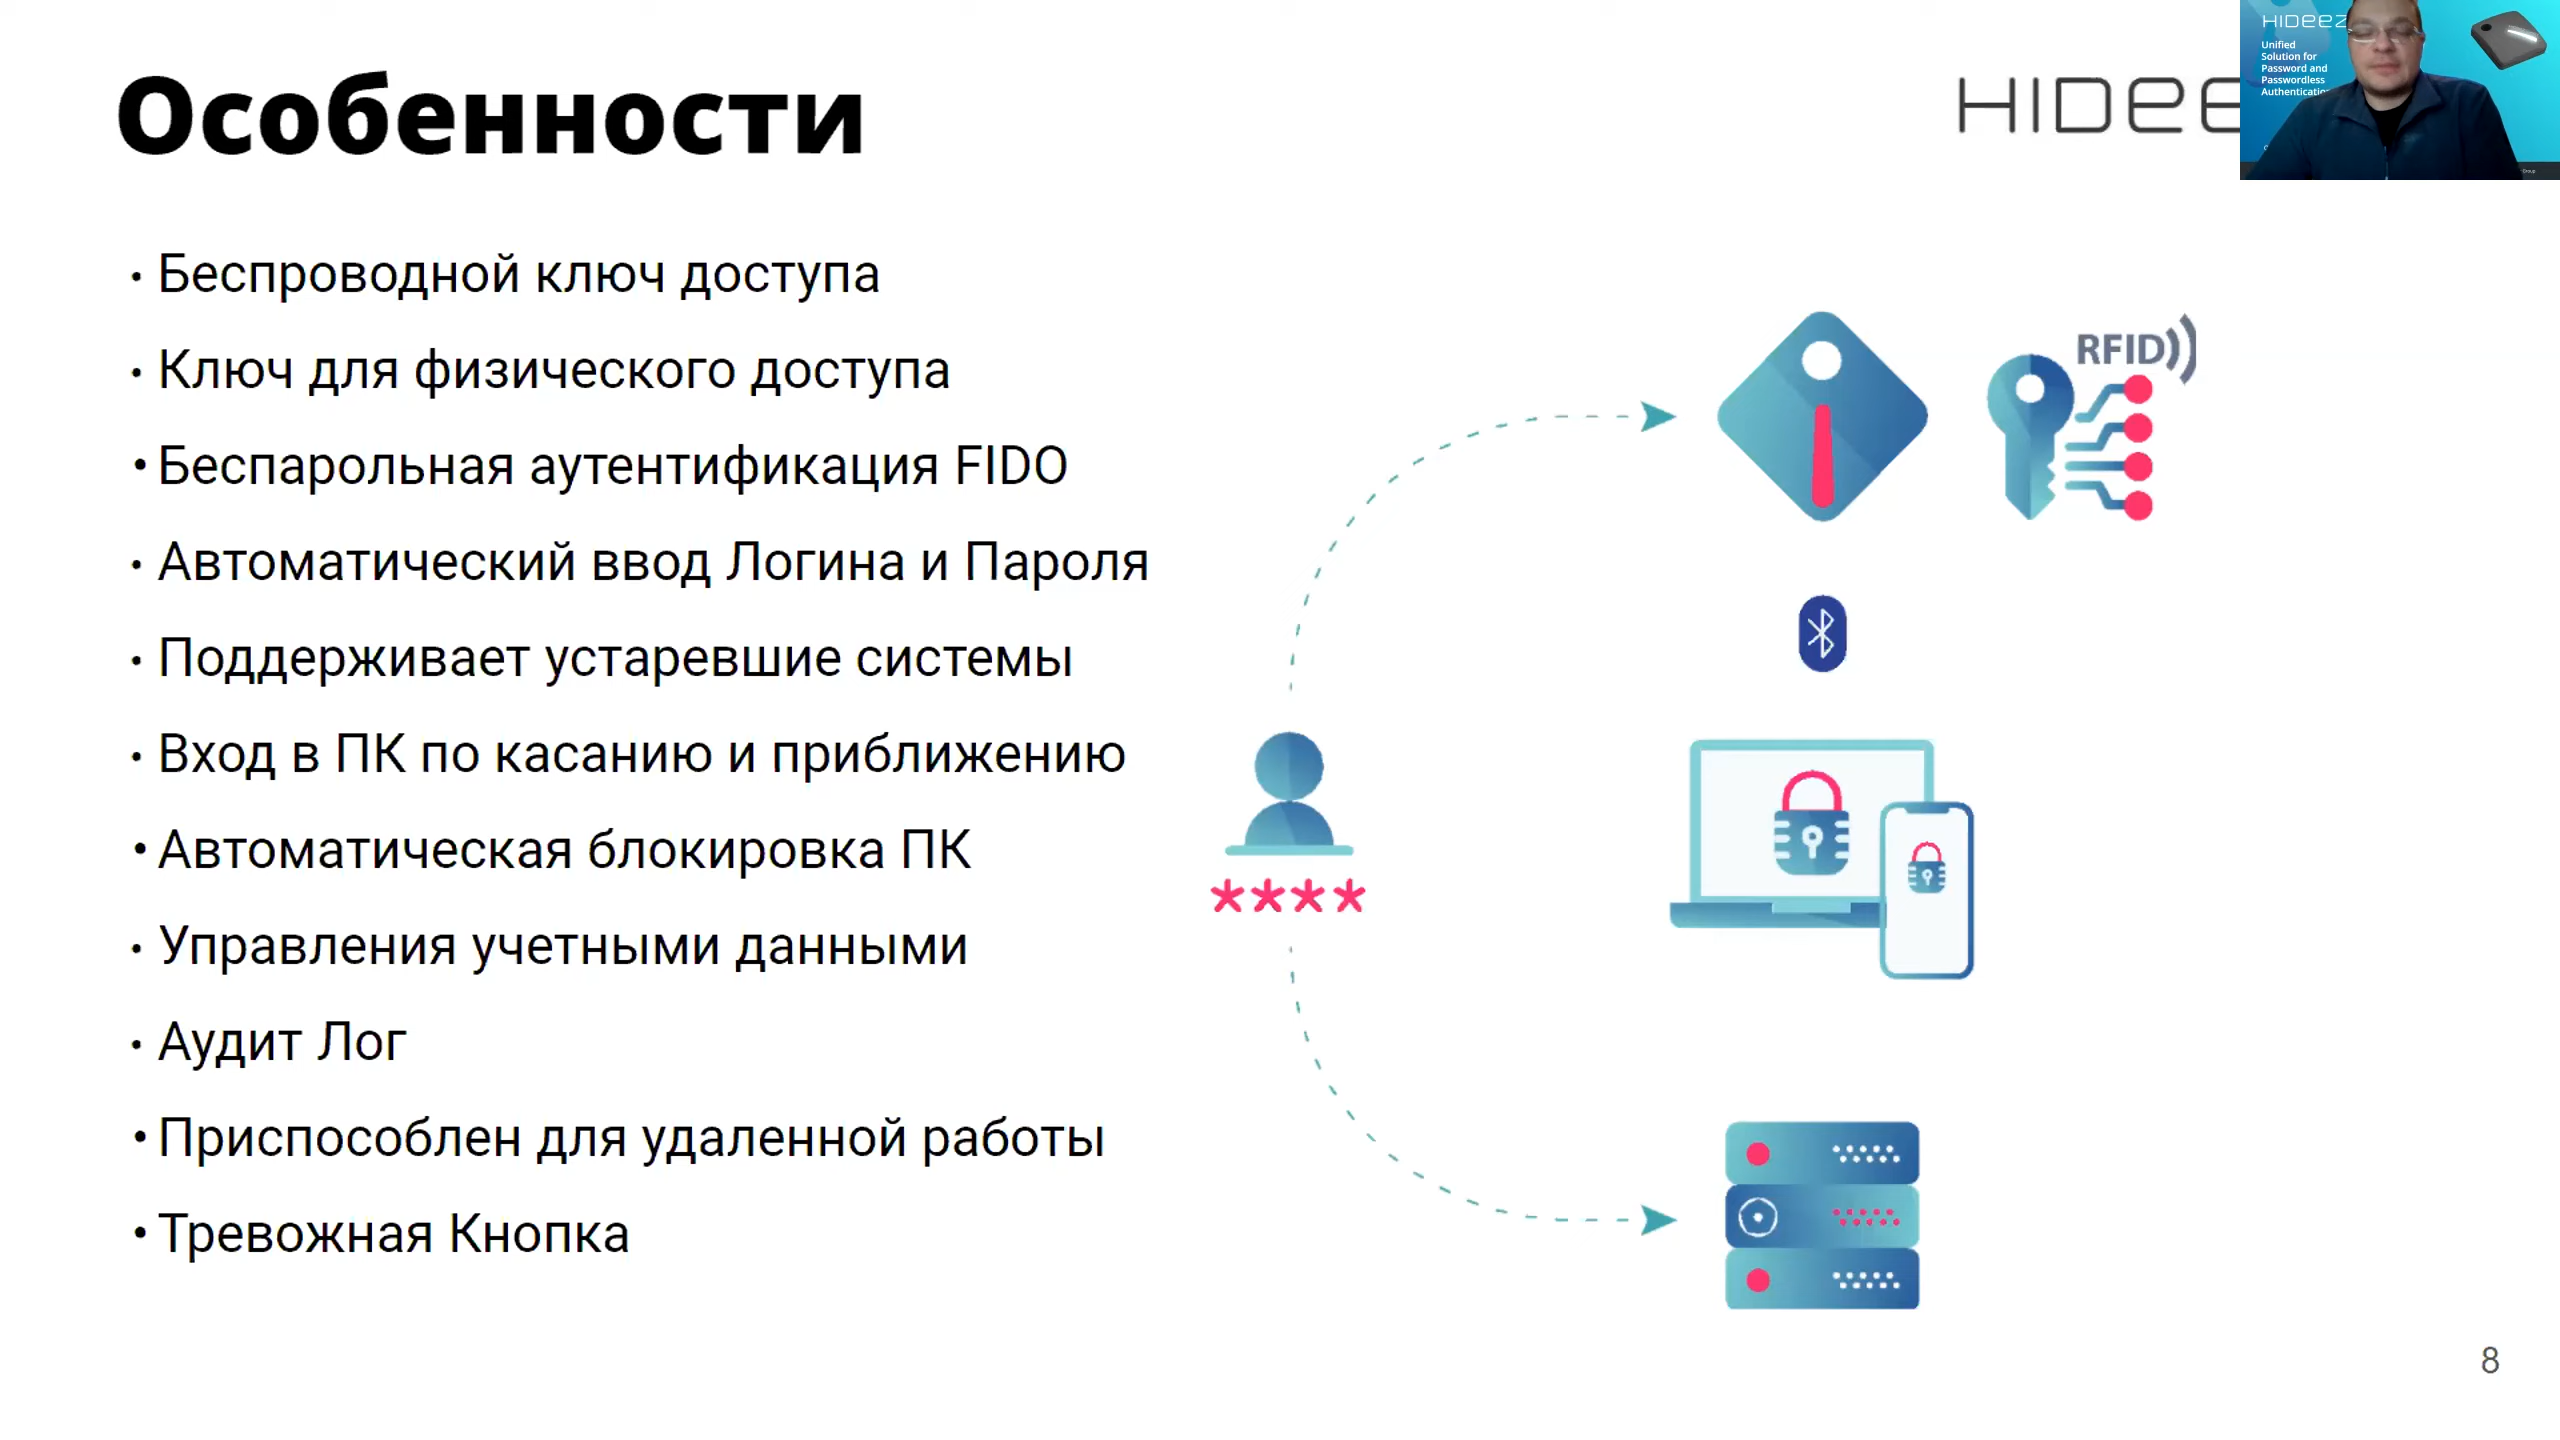 Особенности
HIDEE
HIDEEZ
Unified
Solution for
Password and
Passwordless
• Беспроводной ключ доступа
• Ключ для физического доступа
• Беспарольная аутентификация FIDO
• Автоматический ввод Логина и Пароля
• Поддерживает устаревшие системы
• Вход в ПК по касанию и приближению
• Автоматическая блокировка ПК
• Управления учетными данными
• Аудит Лог
• Приспособлен для удаленной работы
• Тревожная Кнопка
RFID
****
8